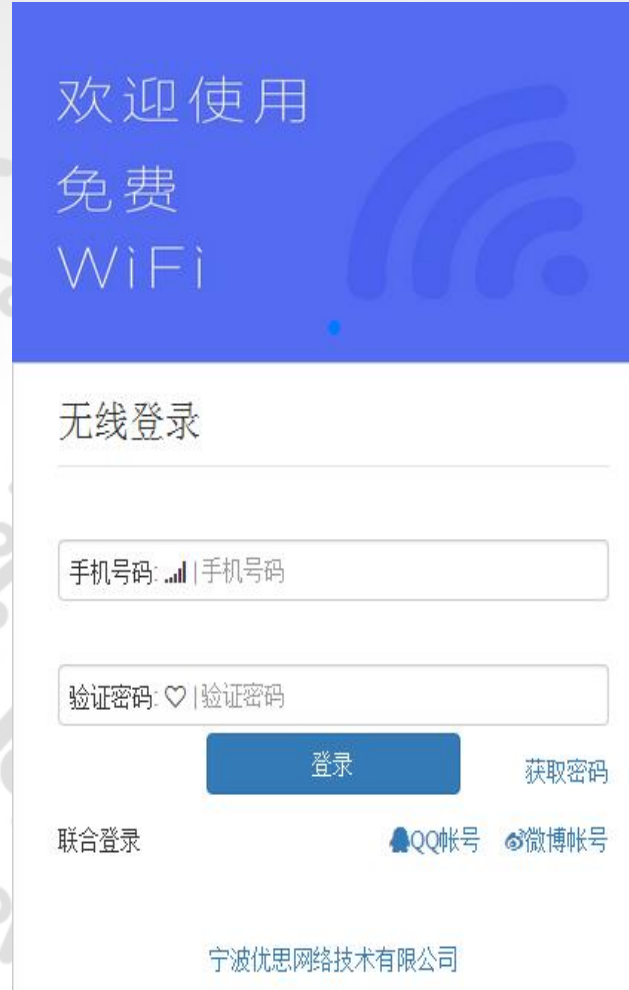 欢迎使用
免费
WiFi
无线登录
手机号码: | 手机号码
验证密码: ♡ | 验证密码
登录 获取密码
联合登录 QQ帐号 微博帐号
宁波优思网络技术有限公司